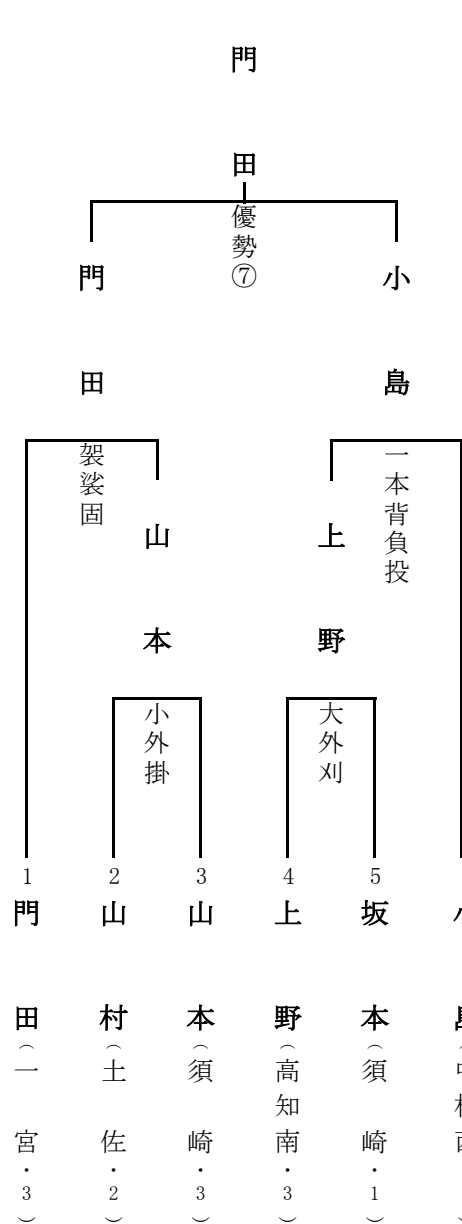 門田
優勢⑦
門田
小島
袈裟固
一本背負投
山本
上野
小外掛
大外刈
1
2
3
4
5
門田（一宮・3）
山村（土佐・2）
山本（須崎・3）
上野（高知南・3）
坂本（須崎・1）